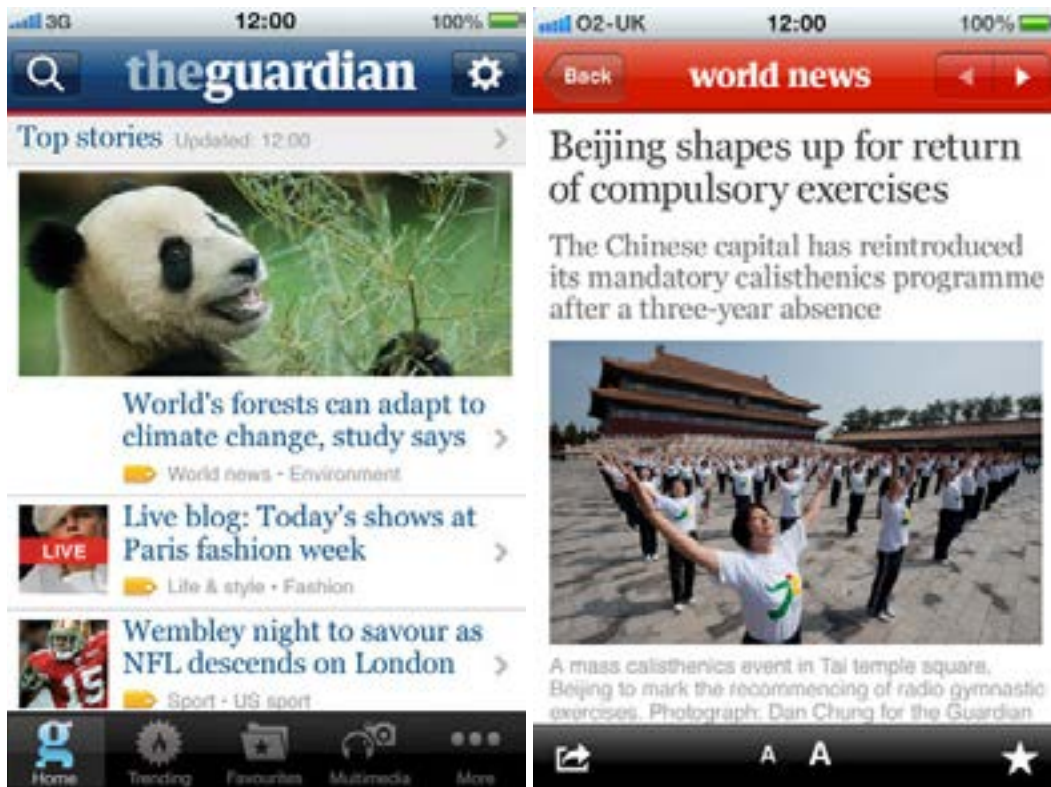 3G 12:00 100%
theguardian
Top stories Updated: 12:00
World's forests can adapt to
climate change, study says
World news • Environment
LIVE
Live blog: Today's shows at
Paris fashion week
Life & style • Fashion
Wembley night to savour as
NFL descends on London
15
Sport • US sport
g
Home Trending Favourites Multimedia More
O2-UK 12:00 100%
Back world news
Beijing shapes up for return
of compulsory exercises
The Chinese capital has reintroduced
its mandatory calisthenics programme
after a three-year absence
A mass calisthenics event in Tai temple square,
Beijing to mark the recommencing of radio gymnastic
exercises. Photograph: Dan Chung for the Guardian
A A